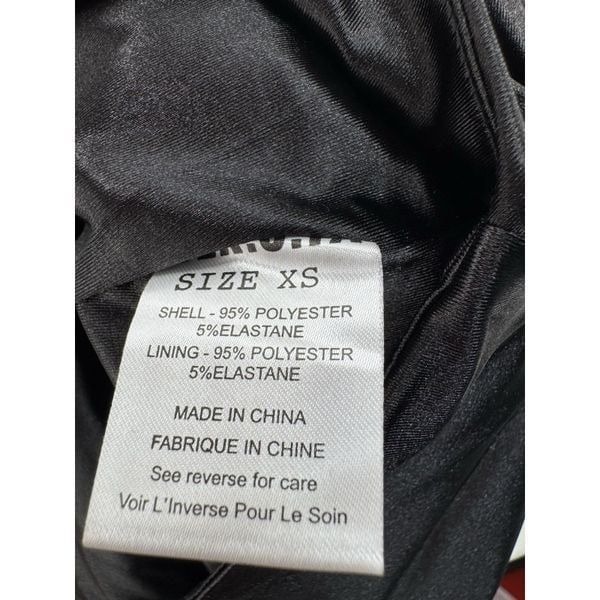 SIZE XS
SHELL - 95% POLYESTER
5%ELASTANE
LINING - 95% POLYESTER
5%ELASTANE
MADE IN CHINA
FABRIQUE IN CHINE
See reverse for care
Voir L'Inverse Pour Le Soin